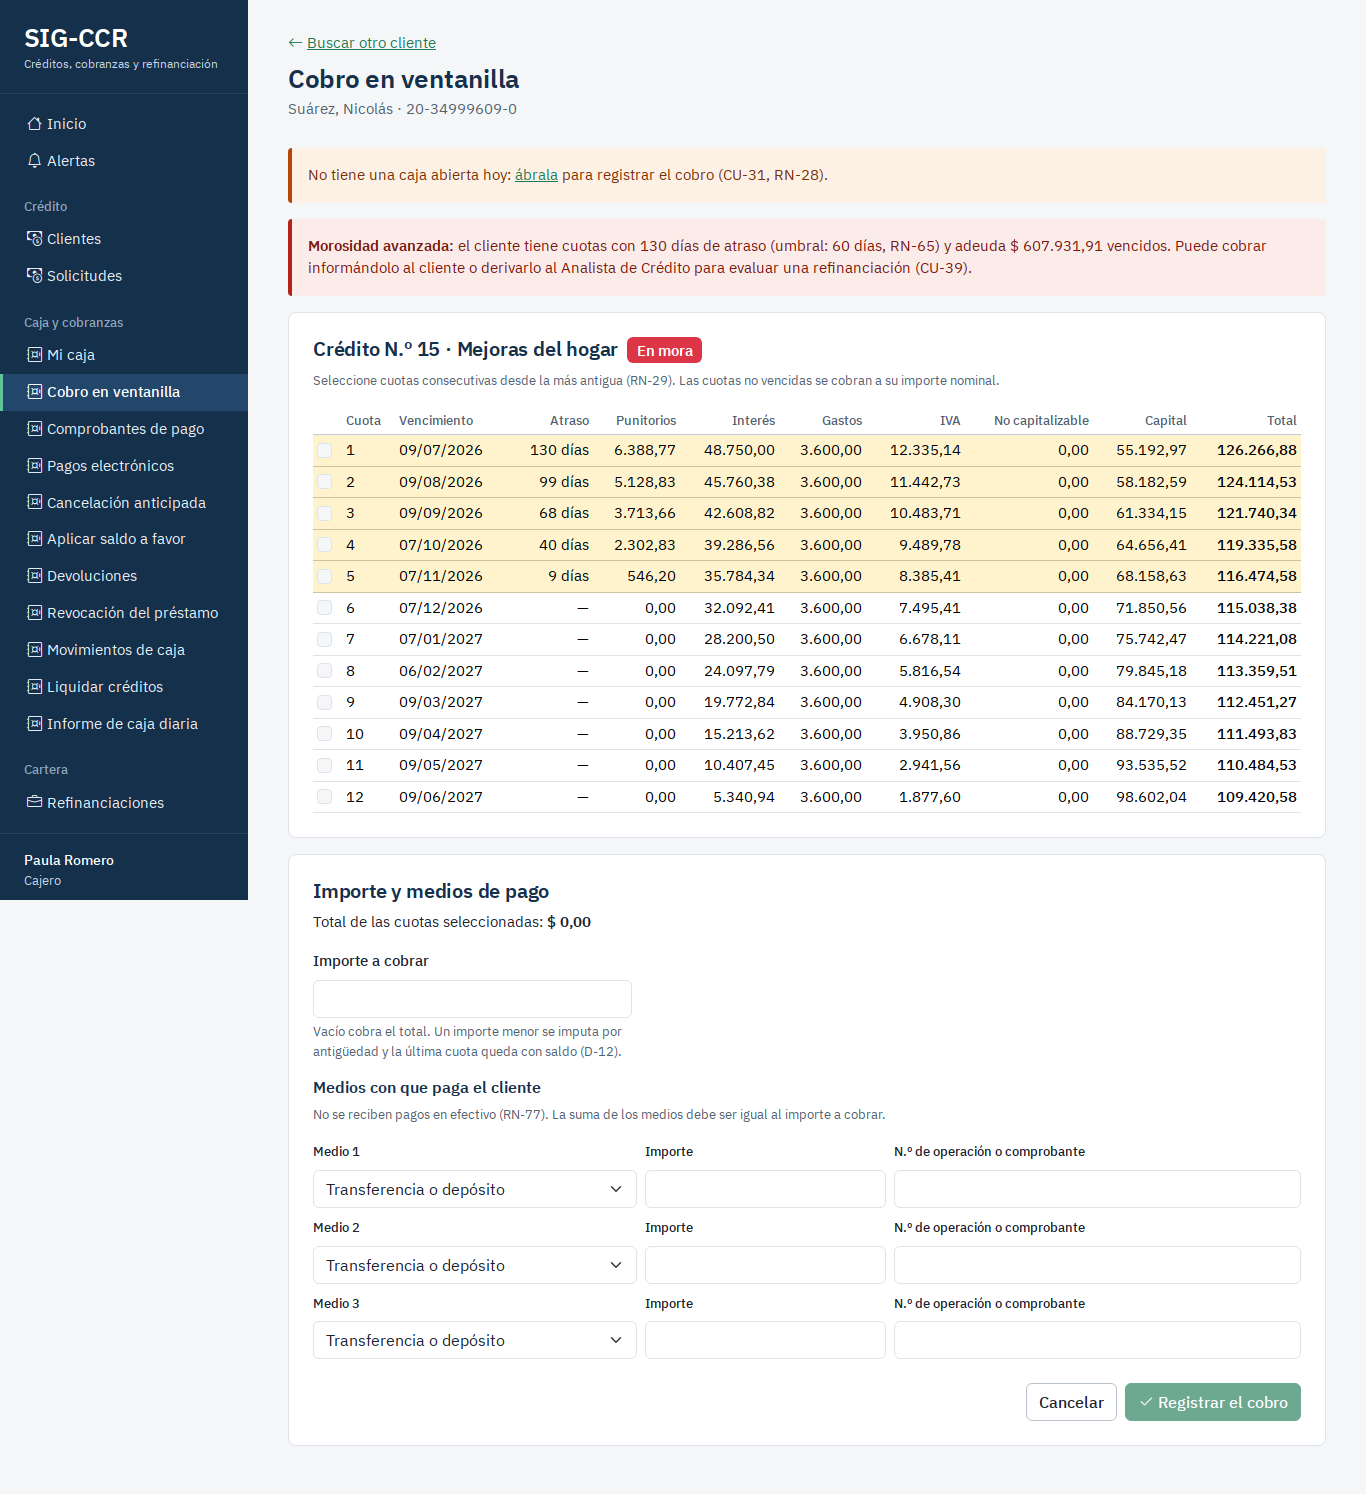 SIG-CCR
Créditos, cobranzas y refinanciación
Inicio
Alertas
Crédito
Clientes
Solicitudes
Caja y cobranzas
Mi caja
Cobro en ventanilla
Comprobantes de pago
Pagos electrónicos
Cancelación anticipada
Aplicar saldo a favor
Devoluciones
Revocación del préstamo
Movimientos de caja
Liquidar créditos
Informe de caja diaria
Cartera
Refinanciaciones
Paula Romero
Cajero
← Buscar otro cliente
Cobro en ventanilla
Suárez, Nicolás · 20-34999609-0
No tiene una caja abierta hoy: ábrala para registrar el cobro (CU-31, RN-28).
Morosidad avanzada: el cliente tiene cuotas con 130 días de atraso (umbral: 60 días, RN-65) y adeuda $ 607.931,91 vencidos. Puede cobrar
informándolo al cliente o derivarlo al Analista de Crédito para evaluar una refinanciación (CU-39).
Crédito N.º 15 · Mejoras del hogar En mora
Seleccione cuotas consecutivas desde la más antigua (RN-29). Las cuotas no vencidas se cobran a su importe nominal.
Cuota Vencimiento Atraso Punitorios Interés Gastos IVA No capitalizable Capital Total
1 09/07/2026 130 días 6.388,77 48.750,00 3.600,00 12.335,14 0,00 55.192,97 126.266,88
2 09/08/2026 99 días 5.128,83 45.760,38 3.600,00 11.442,73 0,00 58.182,59 124.114,53
3 09/09/2026 68 días 3.713,66 42.608,82 3.600,00 10.483,71 0,00 61.334,15 121.740,34
4 07/10/2026 40 días 2.302,83 39.286,56 3.600,00 9.489,78 0,00 64.656,41 119.335,58
5 07/11/2026 9 días 546,20 35.784,34 3.600,00 8.385,41 0,00 68.158,63 116.474,58
6 07/12/2026 — 0,00 32.092,41 3.600,00 7.495,41 0,00 71.850,56 115.038,38
7 07/01/2027 — 0,00 28.200,50 3.600,00 6.678,11 0,00 75.742,47 114.221,08
8 06/02/2027 — 0,00 24.097,79 3.600,00 5.816,54 0,00 79.845,18 113.359,51
9 09/03/2027 — 0,00 19.772,84 3.600,00 4.908,30 0,00 84.170,13 112.451,27
10 09/04/2027 — 0,00 15.213,62 3.600,00 3.950,86 0,00 88.729,35 111.493,83
11 09/05/2027 — 0,00 10.407,45 3.600,00 2.941,56 0,00 93.535,52 110.484,53
12 09/06/2027 — 0,00 5.340,94 3.600,00 1.877,60 0,00 98.602,04 109.420,58
Importe y medios de pago
Total de las cuotas seleccionadas: $ 0,00
Importe a cobrar
Vacío cobra el total. Un importe menor se imputa por
antigüedad y la última cuota queda con saldo (D-12).
Medios con que paga el cliente
No se reciben pagos en efectivo (RN-77). La suma de los medios debe ser igual al importe a cobrar.
Medio 1 Importe N.º de operación o comprobante
Transferencia o depósito
Medio 2 Importe N.º de operación o comprobante
Transferencia o depósito
Medio 3 Importe N.º de operación o comprobante
Transferencia o depósito
Cancelar Registrar el cobro